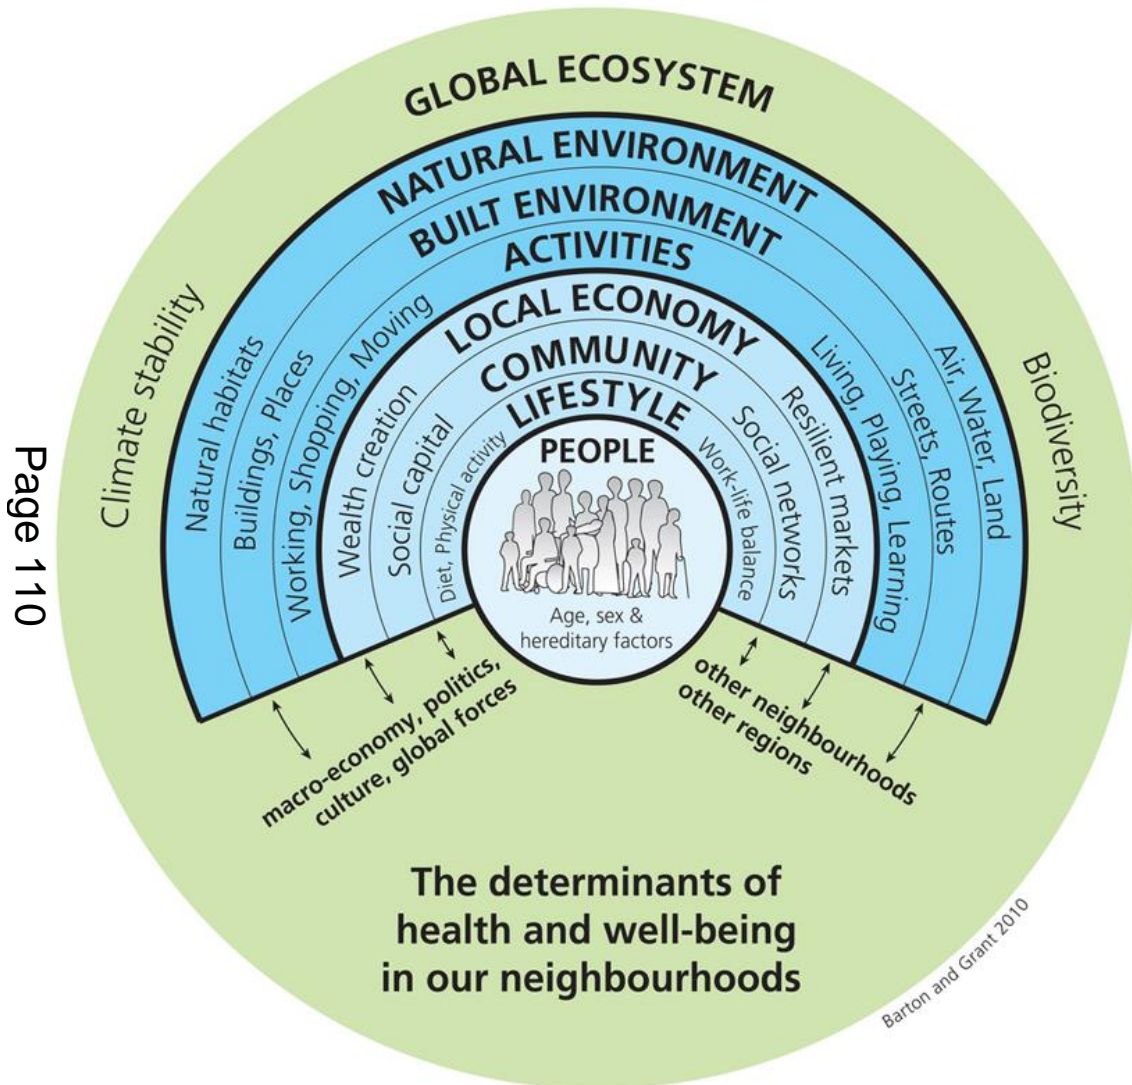 GLOBAL ECOSYSTEM
NATURAL ENVIRONMENT
BUILT ENVIRONMENT
ACTIVITIES
LOCAL ECONOMY
COMMUNITY
LIFESTYLE
PEOPLE
Age, sex &
hereditary factors
Climate stability
Natural habitats
Buildings, Places
Working, Shopping, Moving
Wealth creation
Social capital
Diet, Physical activity
Work-life balance
Social networks
Resilient markets
Living, Playing, Learning
Streets, Routes
Air, Water, Land
Biodiversity
macro-economy, politics,
culture, global forces
other neighbourhoods
other regions
The determinants of
health and well-being
in our neighbourhoods
Barton and Grant 2010
Page 110